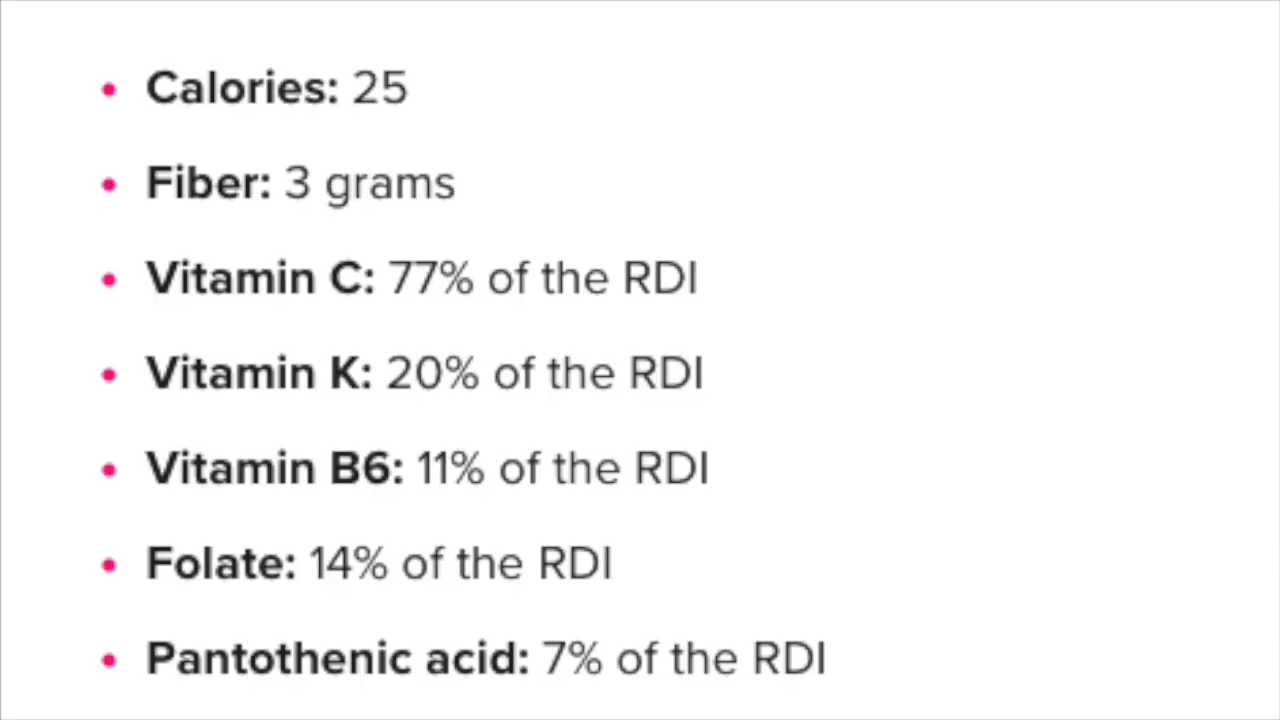 • Calories: 25
• Fiber: 3 grams
• Vitamin C: 77% of the RDI
• Vitamin K: 20% of the RDI
• Vitamin B6: 11% of the RDI
• Folate: 14% of the RDI
• Pantothenic acid: 7% of the RDI